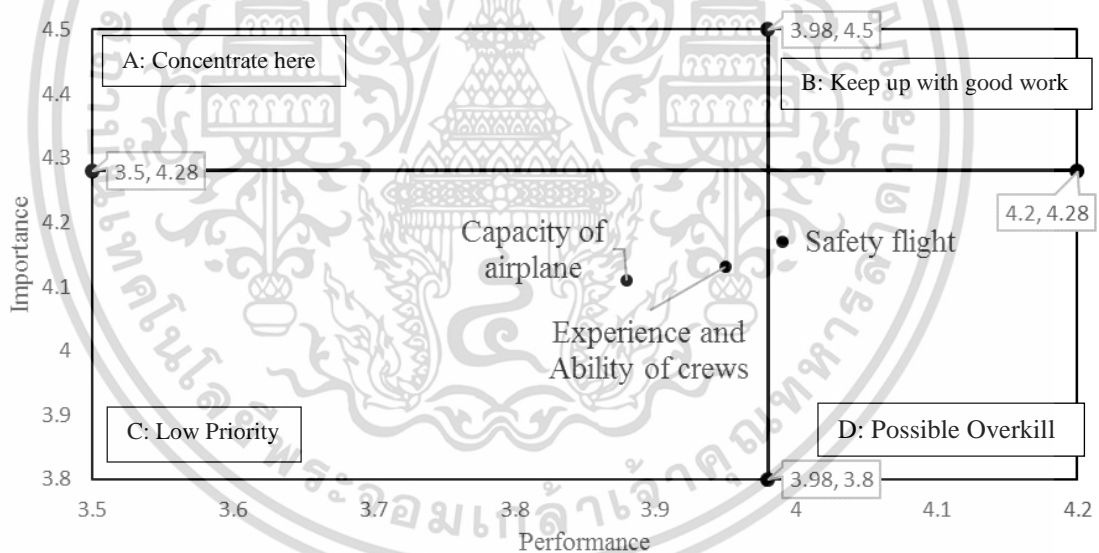 4.5
4.4
4.3
4.2
4.1
4
3.9
3.8
Importance
A: Concentrate here
3.98, 4.5
B: Keep up with good work
3.5, 4.28
4.2, 4.28
Capacity of
airplane
Safety flight
Experience and
Ability of crews
C: Low Priority
D: Possible Overkill
3.98, 3.8
3.5
3.6
3.7
3.8
3.9
4
4.1
4.2
Performance